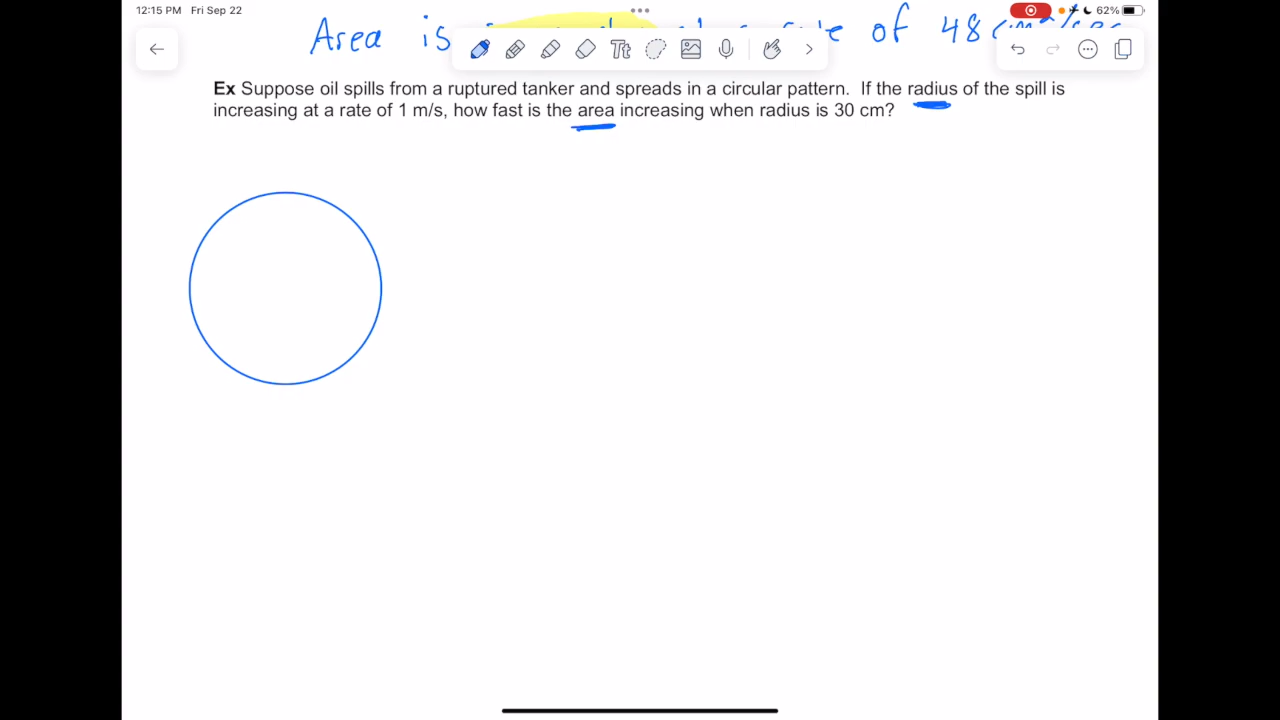 12:15 PM Fri Sep 22
62%
Area is of 48
Tt
Ex Suppose oil spills from a ruptured tanker and spreads in a circular pattern. If the radius of the spill is
increasing at a rate of 1 m/s, how fast is the area increasing when radius is 30 cm?